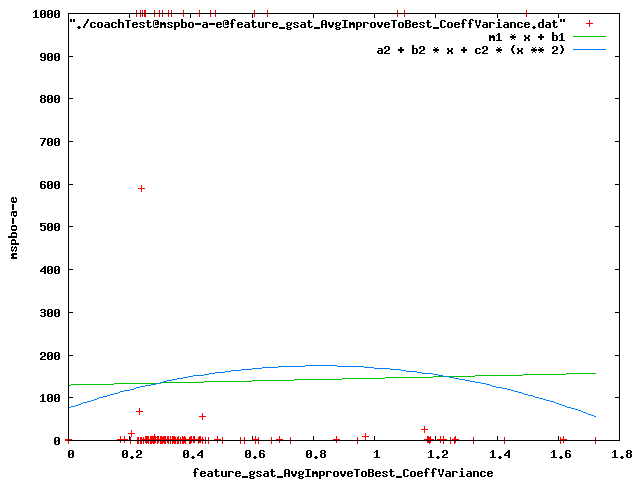 1000
900
800
700
600
500
400
300
200
100
0
mspbo-a-e
"./coachTest@mspbo-a-e@feature_gsat_AvgImproveToBest_CoeffVariance.dat"
m1 * x + b1
a2 + b2 * x + c2 * (x ** 2)
0 0.2 0.4 0.6 0.8 1 1.2 1.4 1.6 1.8
feature_gsat_AvgImproveToBest_CoeffVariance